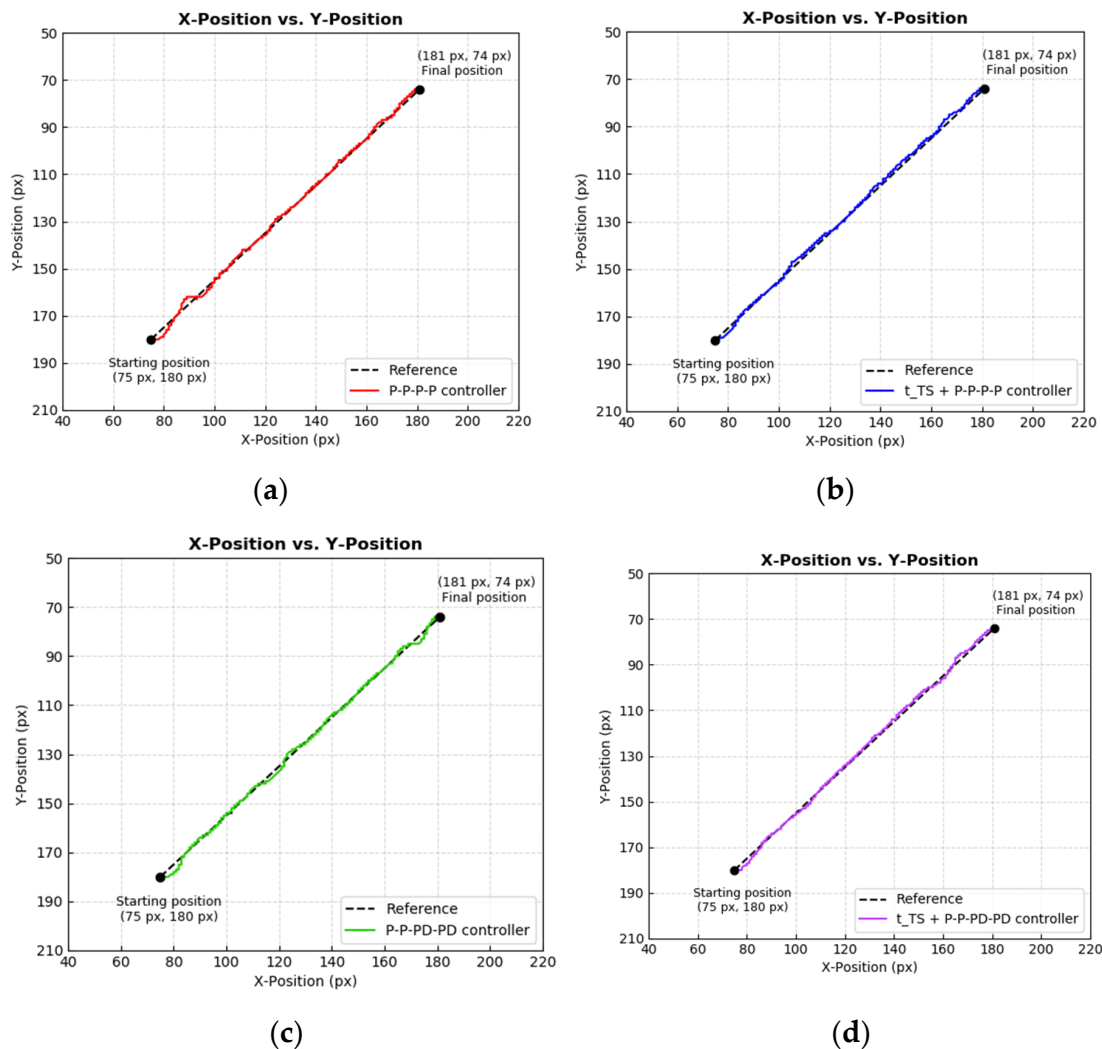 X-Position vs. Y-Position
50
70
90
110
130
150
170
190
210
Y-Position (px)
(181 px, 74 px)
Final position
Starting position
(75 px, 180 px)
Reference
P-P-P-P controller
40 60 80 100 120 140 160 180 200 220
X-Position (px)
(a)
X-Position vs. Y-Position
50
70
90
110
130
150
170
190
210
Y-Position (px)
(181 px, 74 px)
Final position
Starting position
(75 px, 180 px)
Reference
t_TS + P-P-P-P controller
40 60 80 100 120 140 160 180 200 220
X-Position (px)
(b)
X-Position vs. Y-Position
50
70
90
110
130
150
170
190
210
Y-Position (px)
(181 px, 74 px)
Final position
Starting position
(75 px, 180 px)
Reference
P-P-PD-PD controller
40 60 80 100 120 140 160 180 200 220
X-Position (px)
(c)
X-Position vs. Y-Position
50
70
90
110
130
150
170
190
210
Y-Position (px)
(181 px, 74 px)
Final position
Starting position
(75 px, 180 px)
Reference
t_TS + P-P-PD-PD controller
40 60 80 100 120 140 160 180 200 220
X-Position (px)
(d)